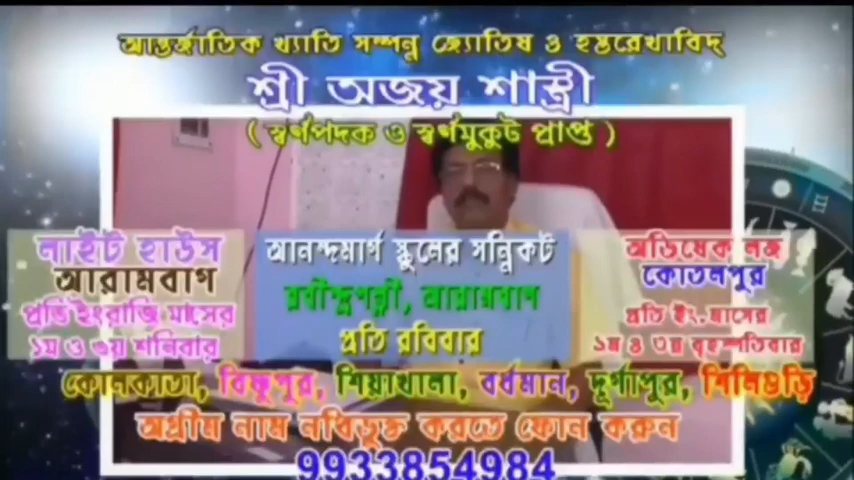 আন্তর্জাতিক খ্যাতি সম্পন্ন জ্যোতিষ ও হস্তরেখাবিদ্
শ্রী অজয় শাস্ত্রী
( স্বর্ণপদক ও স্বর্ণমুকুট প্রাপ্ত )
লাইট হাউস
আরামবাগ
প্রতি ইংরাজি মাসের
১ম ও ৩য় শনিবার
আনন্দমার্গ স্কুলের সন্নিকট
রবীন্দ্রপল্লী, আরামবাগ
প্রতি রবিবার
অভিষেক লজ
কোতলপুর
প্রতি ইং-মাসের
১ম ও ৩য় বৃহস্পতিবার
কোলকাতা, বিষ্ণুপুর, শিয়াখালা, বর্ধমান, দূর্গাপুর, শিলিগুড়ি
অগ্রীম নাম নথিভুক্ত করতে ফোন করুন
9933854984